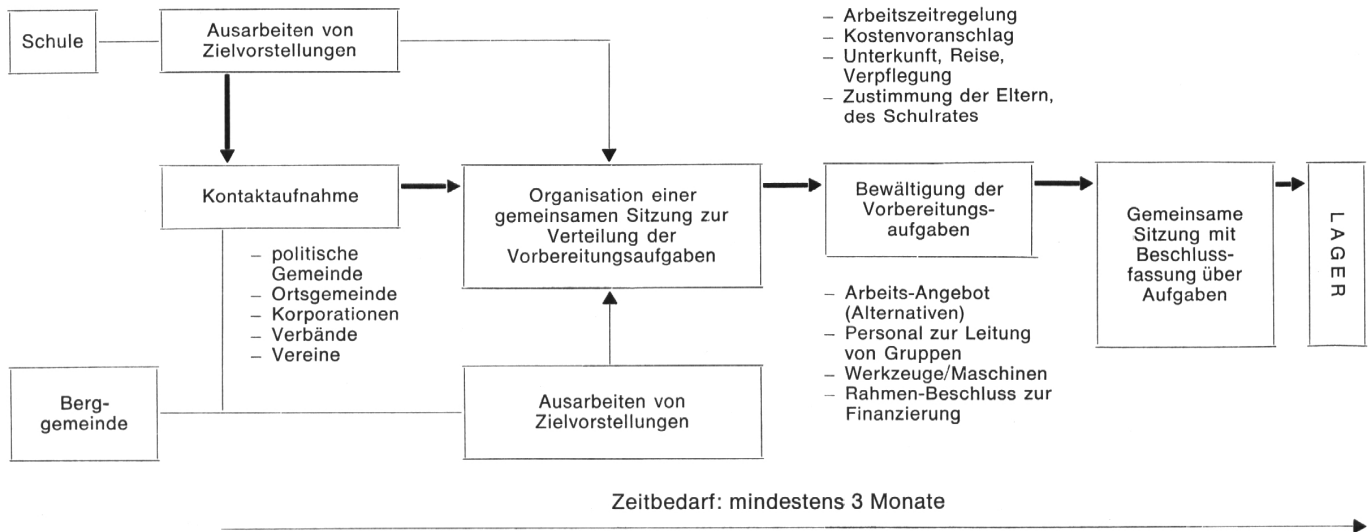 Schule
Ausarbeiten von
Zielvorstellungen
– Arbeitszeitregelung
– Kostenvoranschlag
– Unterkunft, Reise,
Verpflegung
– Zustimmung der Eltern,
des Schulrates
Kontaktaufnahme
– politische
Gemeinde
– Ortsgemeinde
– Korporationen
– Verbände
– Vereine
Organisation einer
gemeinsamen Sitzung zur
Verteilung der
Vorbereitungsaufgaben
Bewältigung der
Vorbereitungs-
aufgaben
– Arbeits-Angebot
(Alternativen)
– Personal zur Leitung
von Gruppen
– Werkzeuge/Maschinen
– Rahmen-Beschluss zur
Finanzierung
Gemeinsame
Sitzung mit
Beschluss-
fassung über
Aufgaben
LAGER
Berg-
gemeinde
Ausarbeiten von
Zielvorstellungen
Zeitbedarf: mindestens 3 Monate